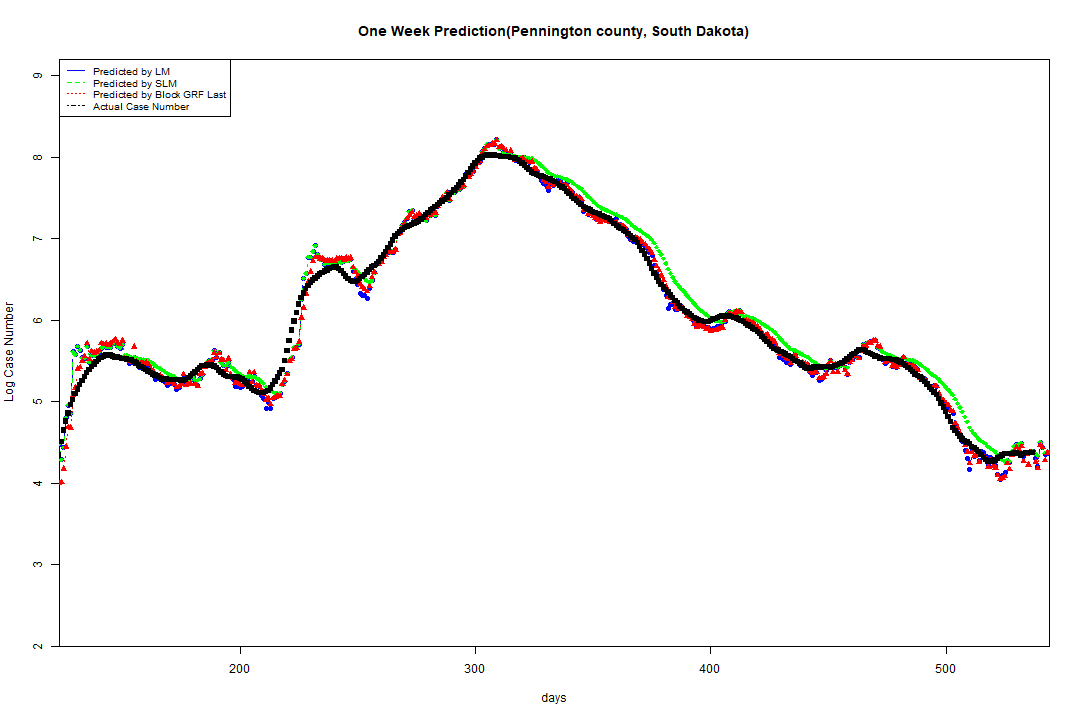 One Week Prediction(Pennington county, South Dakota)
Predicted by LM
Predicted by SLM
Predicted by Block GRF Last
Actual Case Number
9
8
7
6
5
4
3
2
Log Case Number
200 300 400 500
days